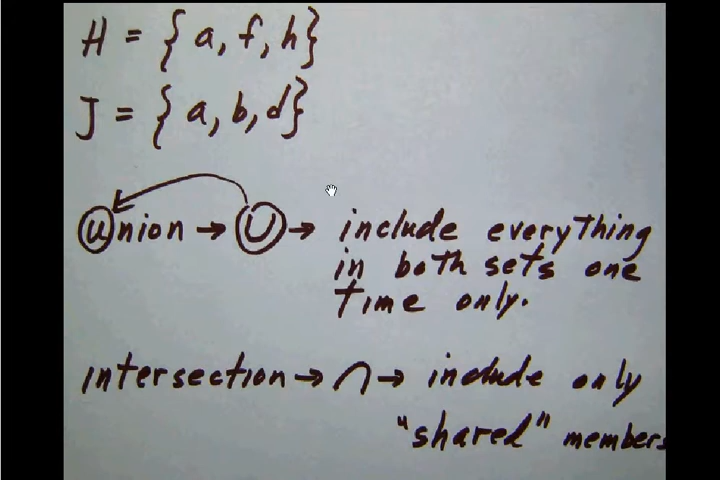 H = { a, f, h}
J = { a, b, d}
union → ∪ → include everything
in both sets one
time only.
intersection → ∩ → include only
"shared" members